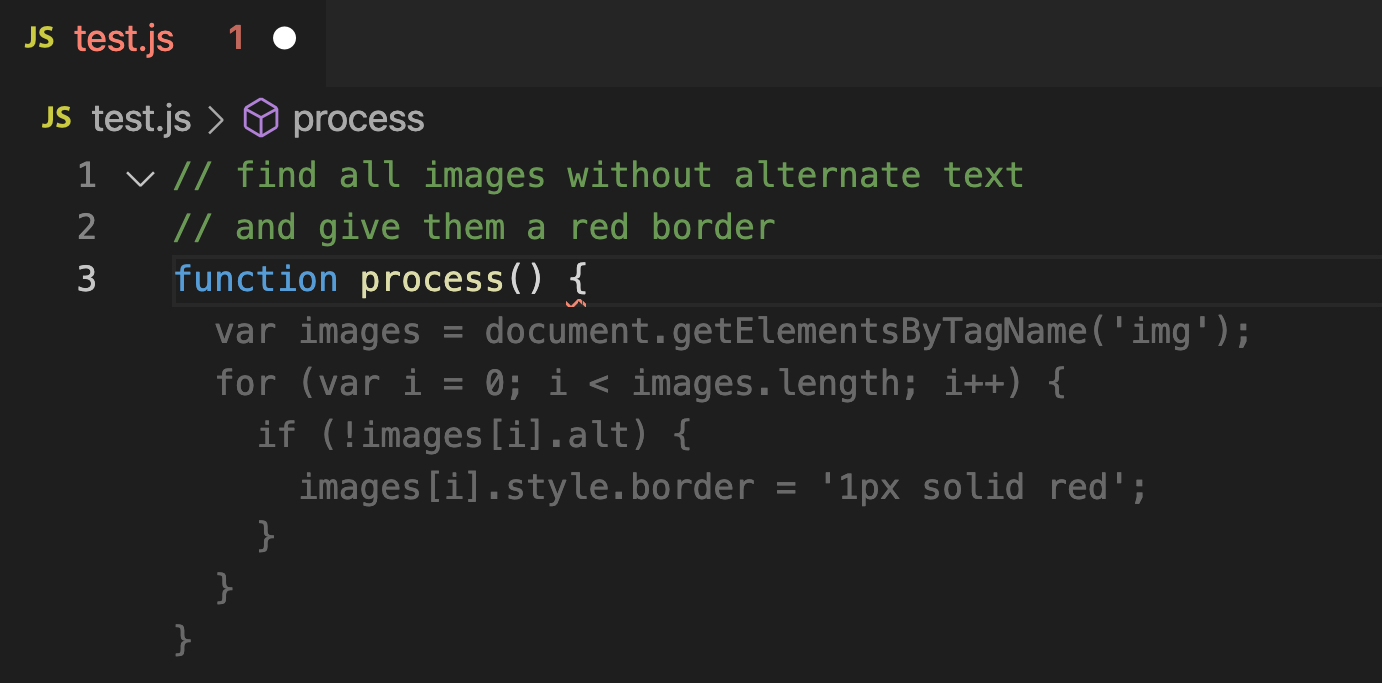 JS test.js 1
JS test.js > process
1 // find all images without alternate text
2 // and give them a red border
3 function process() {
var images = document.getElementsByTagName('img');
for (var i = 0; i < images.length; i++) {
if (!images[i].alt) {
images[i].style.border = '1px solid red';
}
}
}